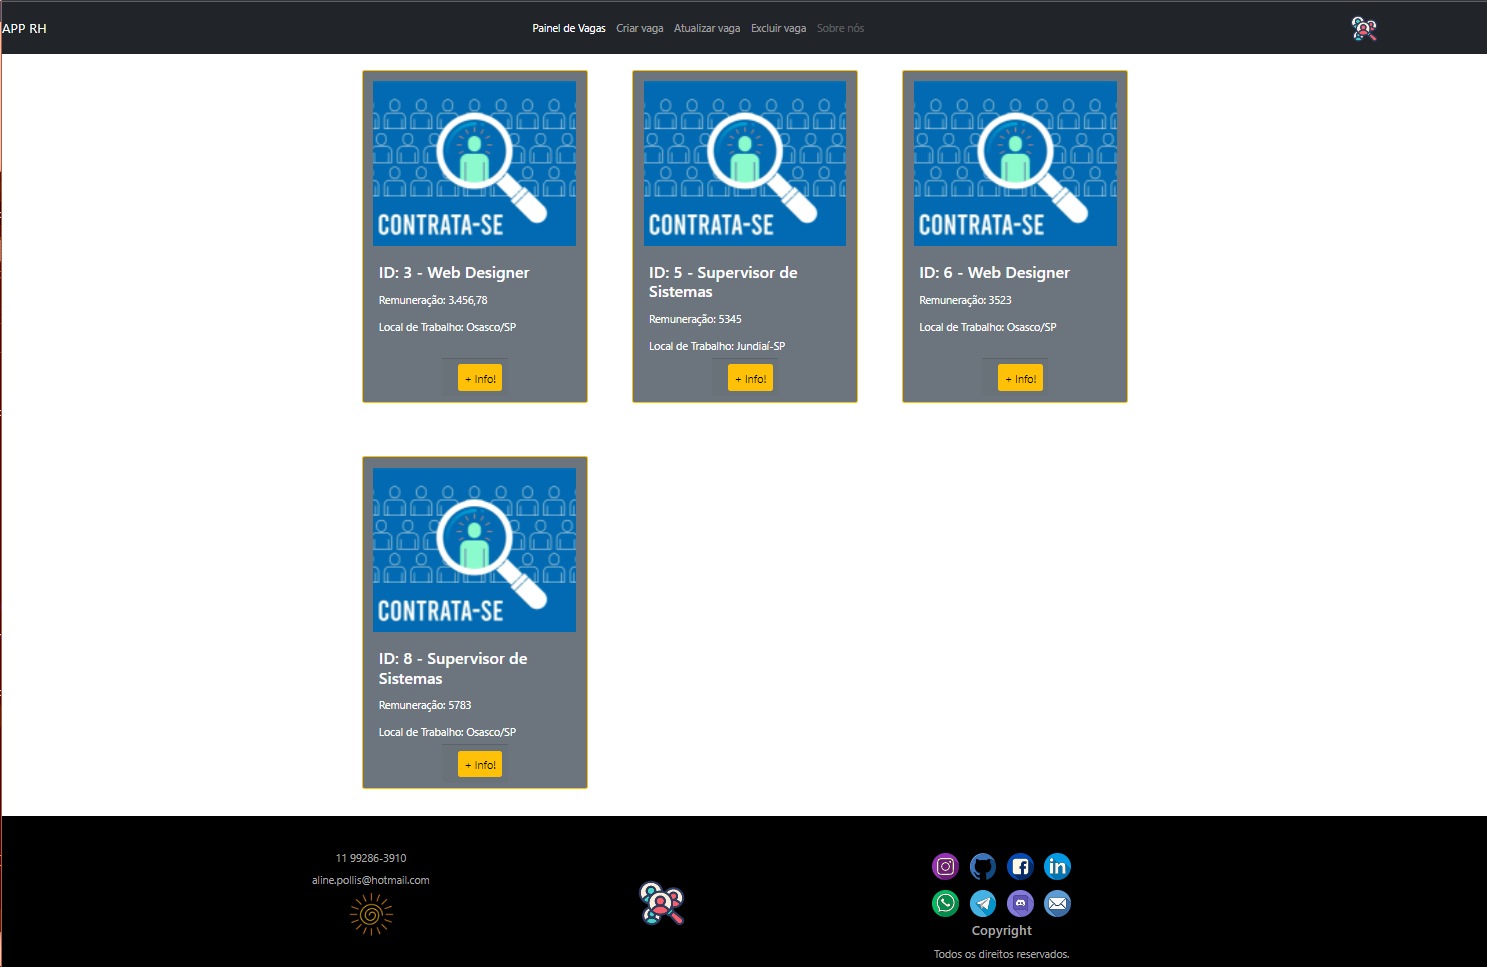 APP RH
Painel de Vagas Criar vaga Atualizar vaga Excluir vaga Sobre nós
CONTRATA-SE
ID: 3 - Web Designer
Remuneração: 3.456,78
Local de Trabalho: Osasco/SP
+ Info!
CONTRATA-SE
ID: 5 - Supervisor de
Sistemas
Remuneração: 5345
Local de Trabalho: Jundiaí-SP
+ Info!
CONTRATA-SE
ID: 6 - Web Designer
Remuneração: 3523
Local de Trabalho: Osasco/SP
+ Info!
CONTRATA-SE
ID: 8 - Supervisor de
Sistemas
Remuneração: 5783
Local de Trabalho: Osasco/SP
+ Info!
11 99286-3910
aline.pollis@hotmail.com
in
Copyright
Todos os direitos reservados.